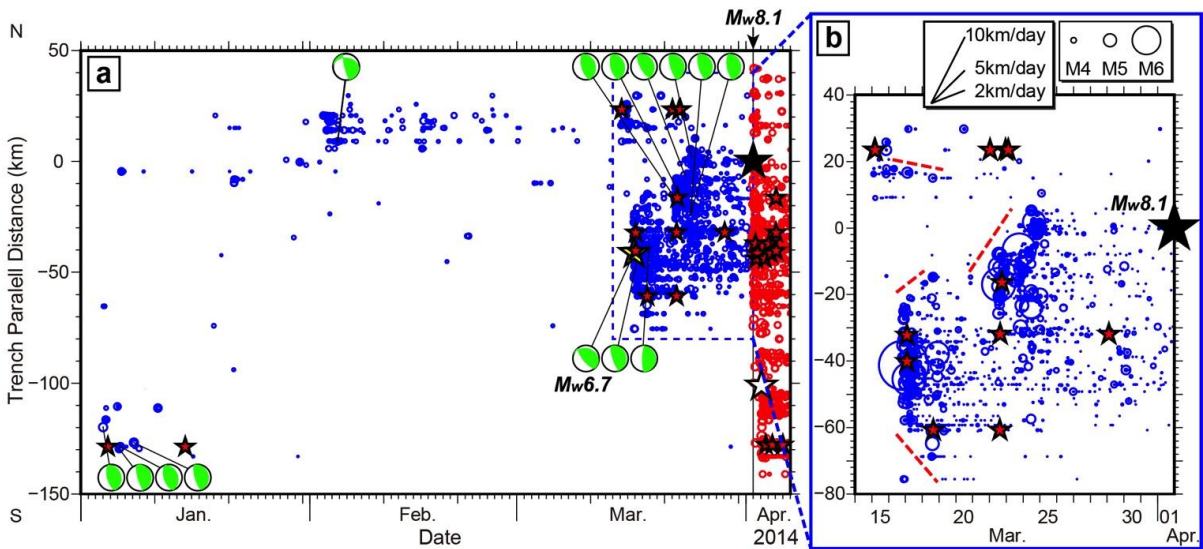 N
Mw8.1
a
b
10km/day
5km/day
2km/day
M4 M5 M6
50
0
−50
−100
−150
Trench Paralell Distance (km)
S
Mw6.7
Jan. Feb. Mar. Apr.
Date 2014
40
20
0
−20
−40
−60
−80
Mw8.1
15 20 25 30 01
Mar. Apr.